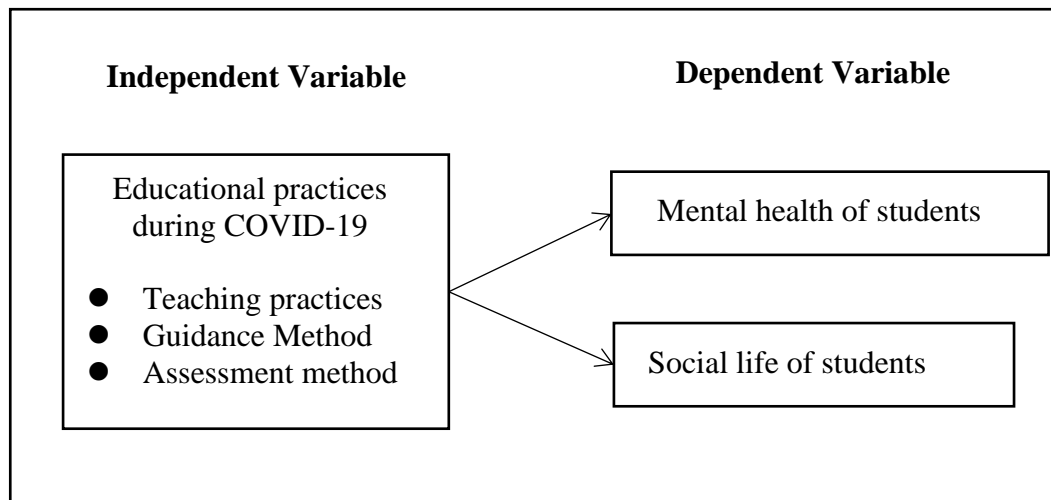 Independent Variable
Dependent Variable
Educational practices
during COVID-19
● Teaching practices
● Guidance Method
● Assessment method
Mental health of students
Social life of students